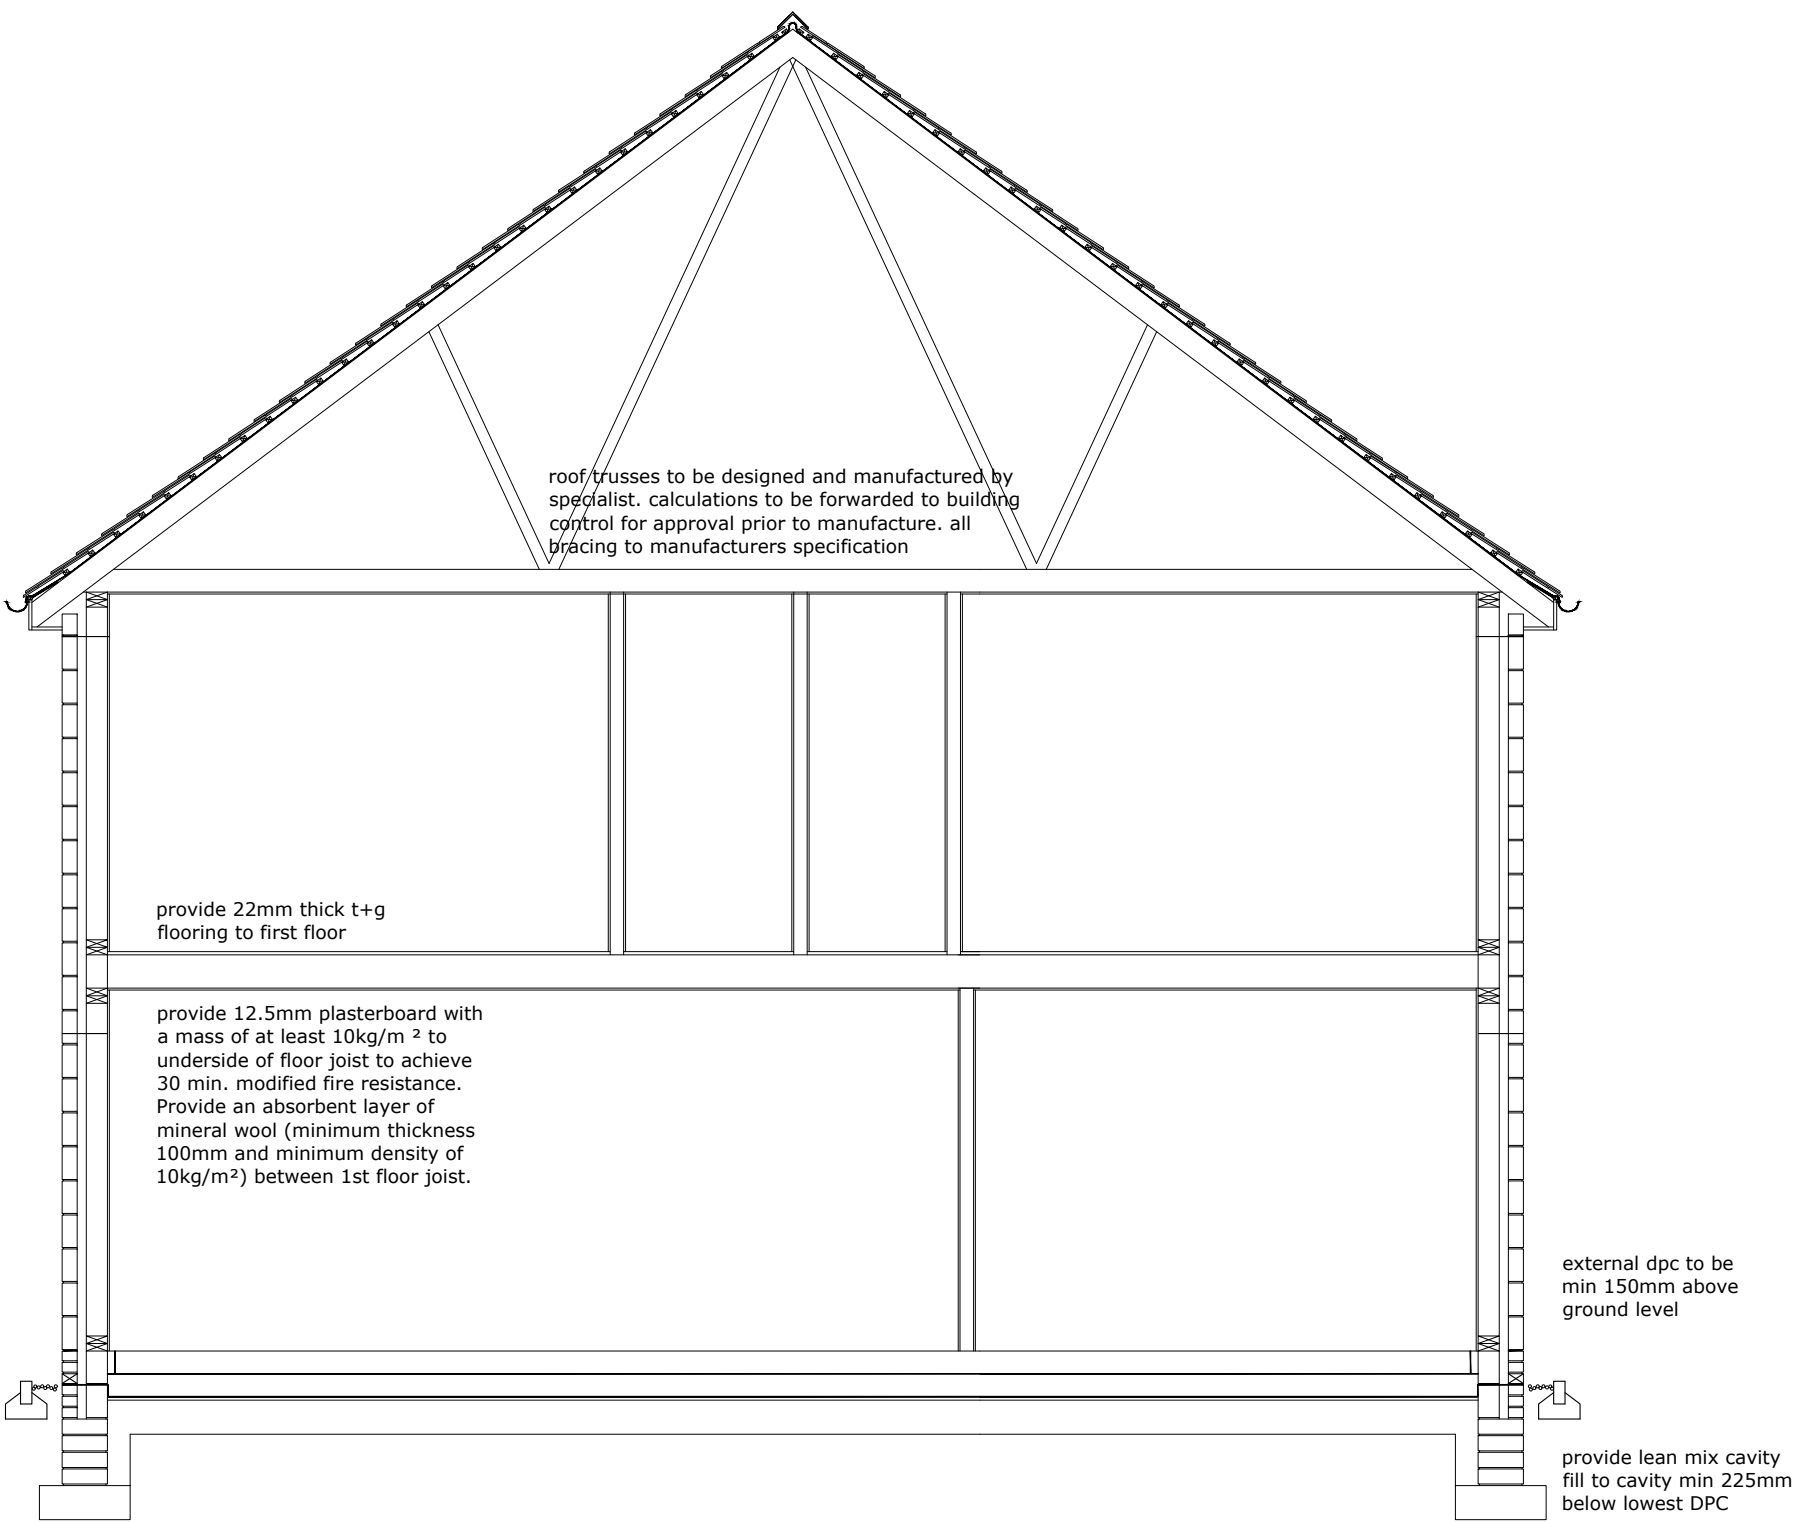 roof trusses to be designed and manufactured by
specialist. calculations to be forwarded to building
control for approval prior to manufacture. all
bracing to manufacturers specification
provide 22mm thick t+g
flooring to first floor
provide 12.5mm plasterboard with
a mass of at least 10kg/m ² to
underside of floor joist to achieve
30 min. modified fire resistance.
Provide an absorbent layer of
mineral wool (minimum thickness
100mm and minimum density of
10kg/m²) between 1st floor joist.
external dpc to be
min 150mm above
ground level
provide lean mix cavity
fill to cavity min 225mm
below lowest DPC